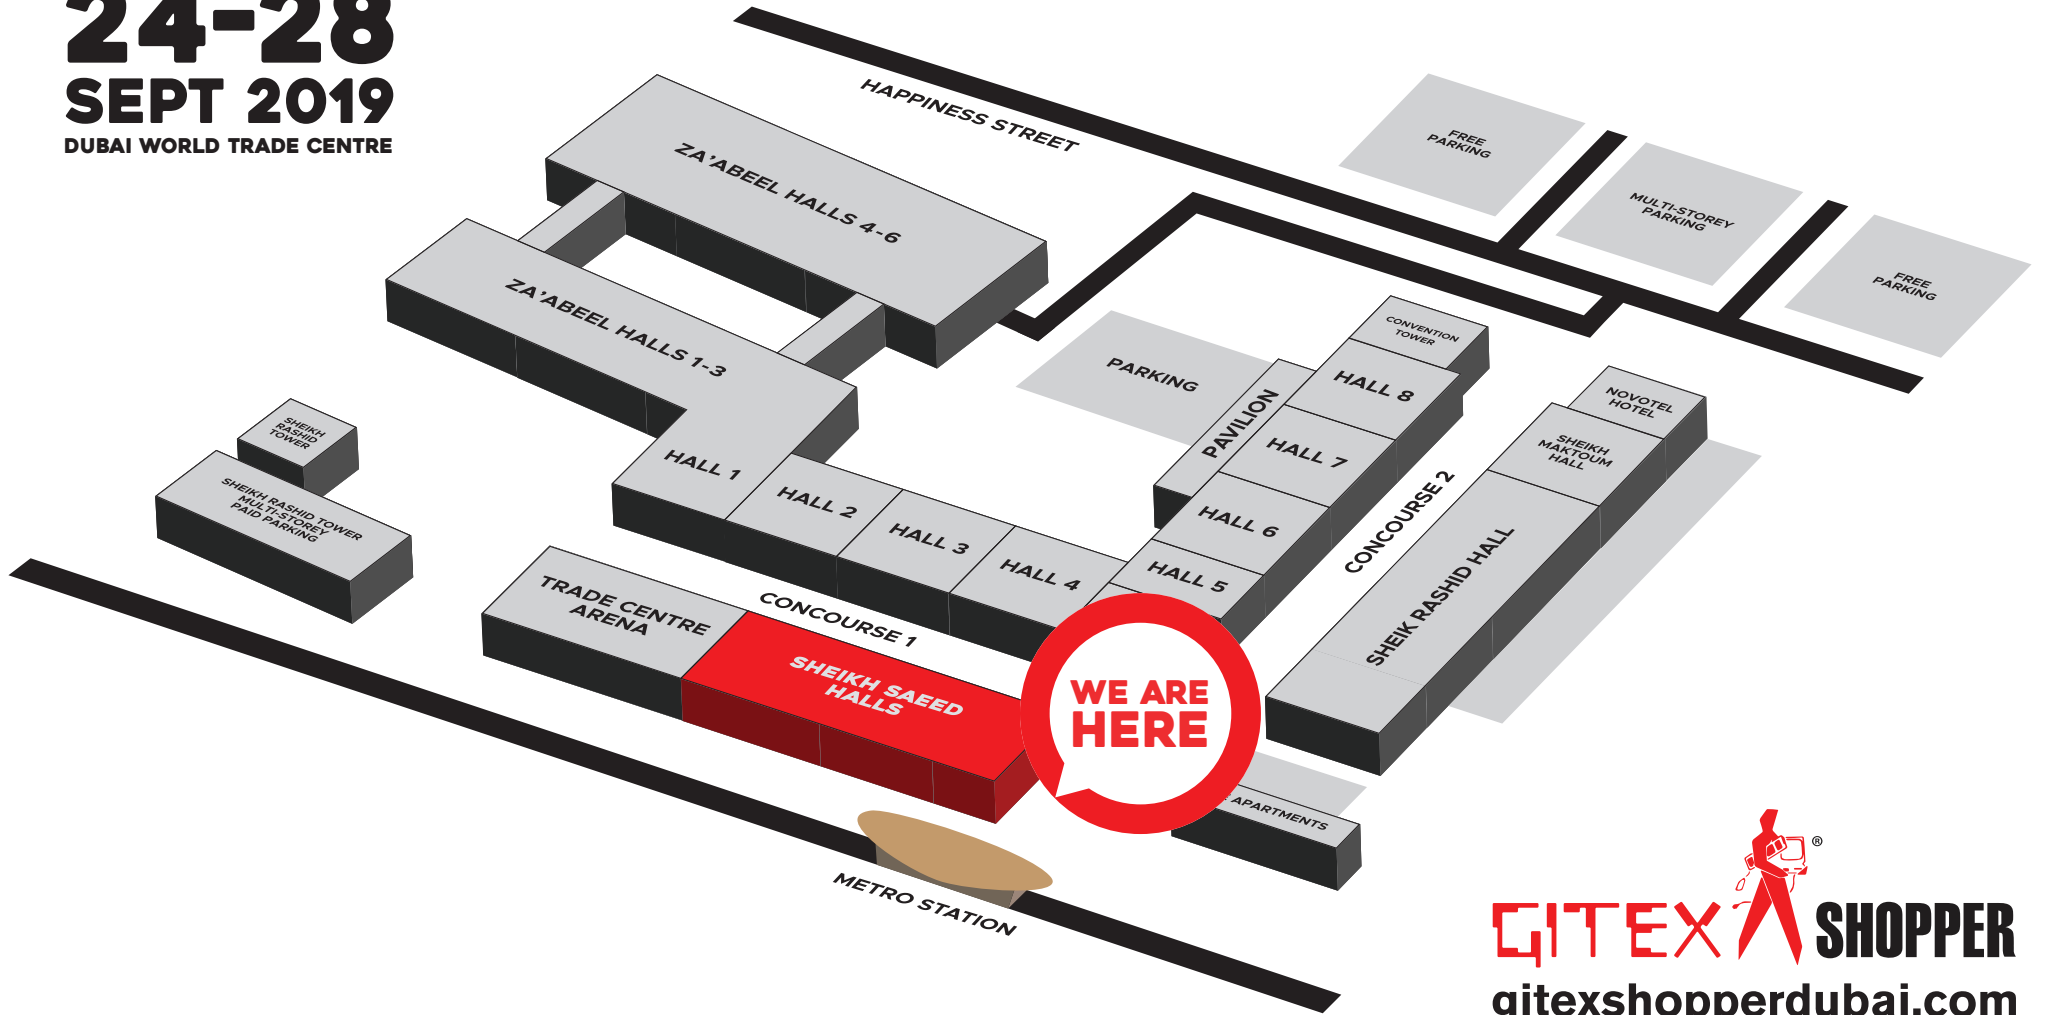 24-28
SEPT 2019
DUBAI WORLD TRADE CENTRE
HAPPINESS STREET
FREE
PARKING
MULTI-STOREY
PARKING
FREE
PARKING
ZA'ABEEL HALLS 4-6
ZA'ABEEL HALLS 1-3
PARKING
CONVENTION
TOWER
HALL 8
PAVILION
HALL 7
HALL 6
HALL 5
NOVOTEL
HOTEL
SHEIKH
MAKTOUM
HALL
CONCOURSE 2
SHEIK RASHID HALL
SHEIKH
RASHID
TOWER
SHEIKH RASHID TOWER
MULTI-STOREY
PAID PARKING
HALL 1
HALL 2
HALL 3
HALL 4
TRADE CENTRE
ARENA
CONCOURSE 1
SHEIKH SAEED
HALLS
WE ARE
HERE
APARTMENTS
METRO STATION
GITEX SHOPPER
®
gitexshopperdubai.com